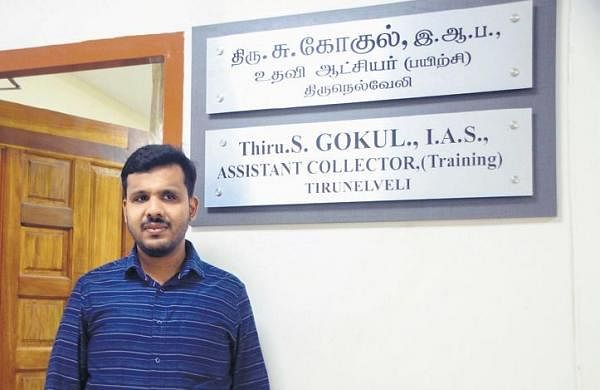 திரு.சு.கோகுல், இ.ஆ.ப.,
உதவி ஆட்சியர் (பயிற்சி)
திருநெல்வேலி
Thiru.S. GOKUL., I.A.S.,
ASSISTANT COLLECTOR,(Training)
TIRUNELVELI